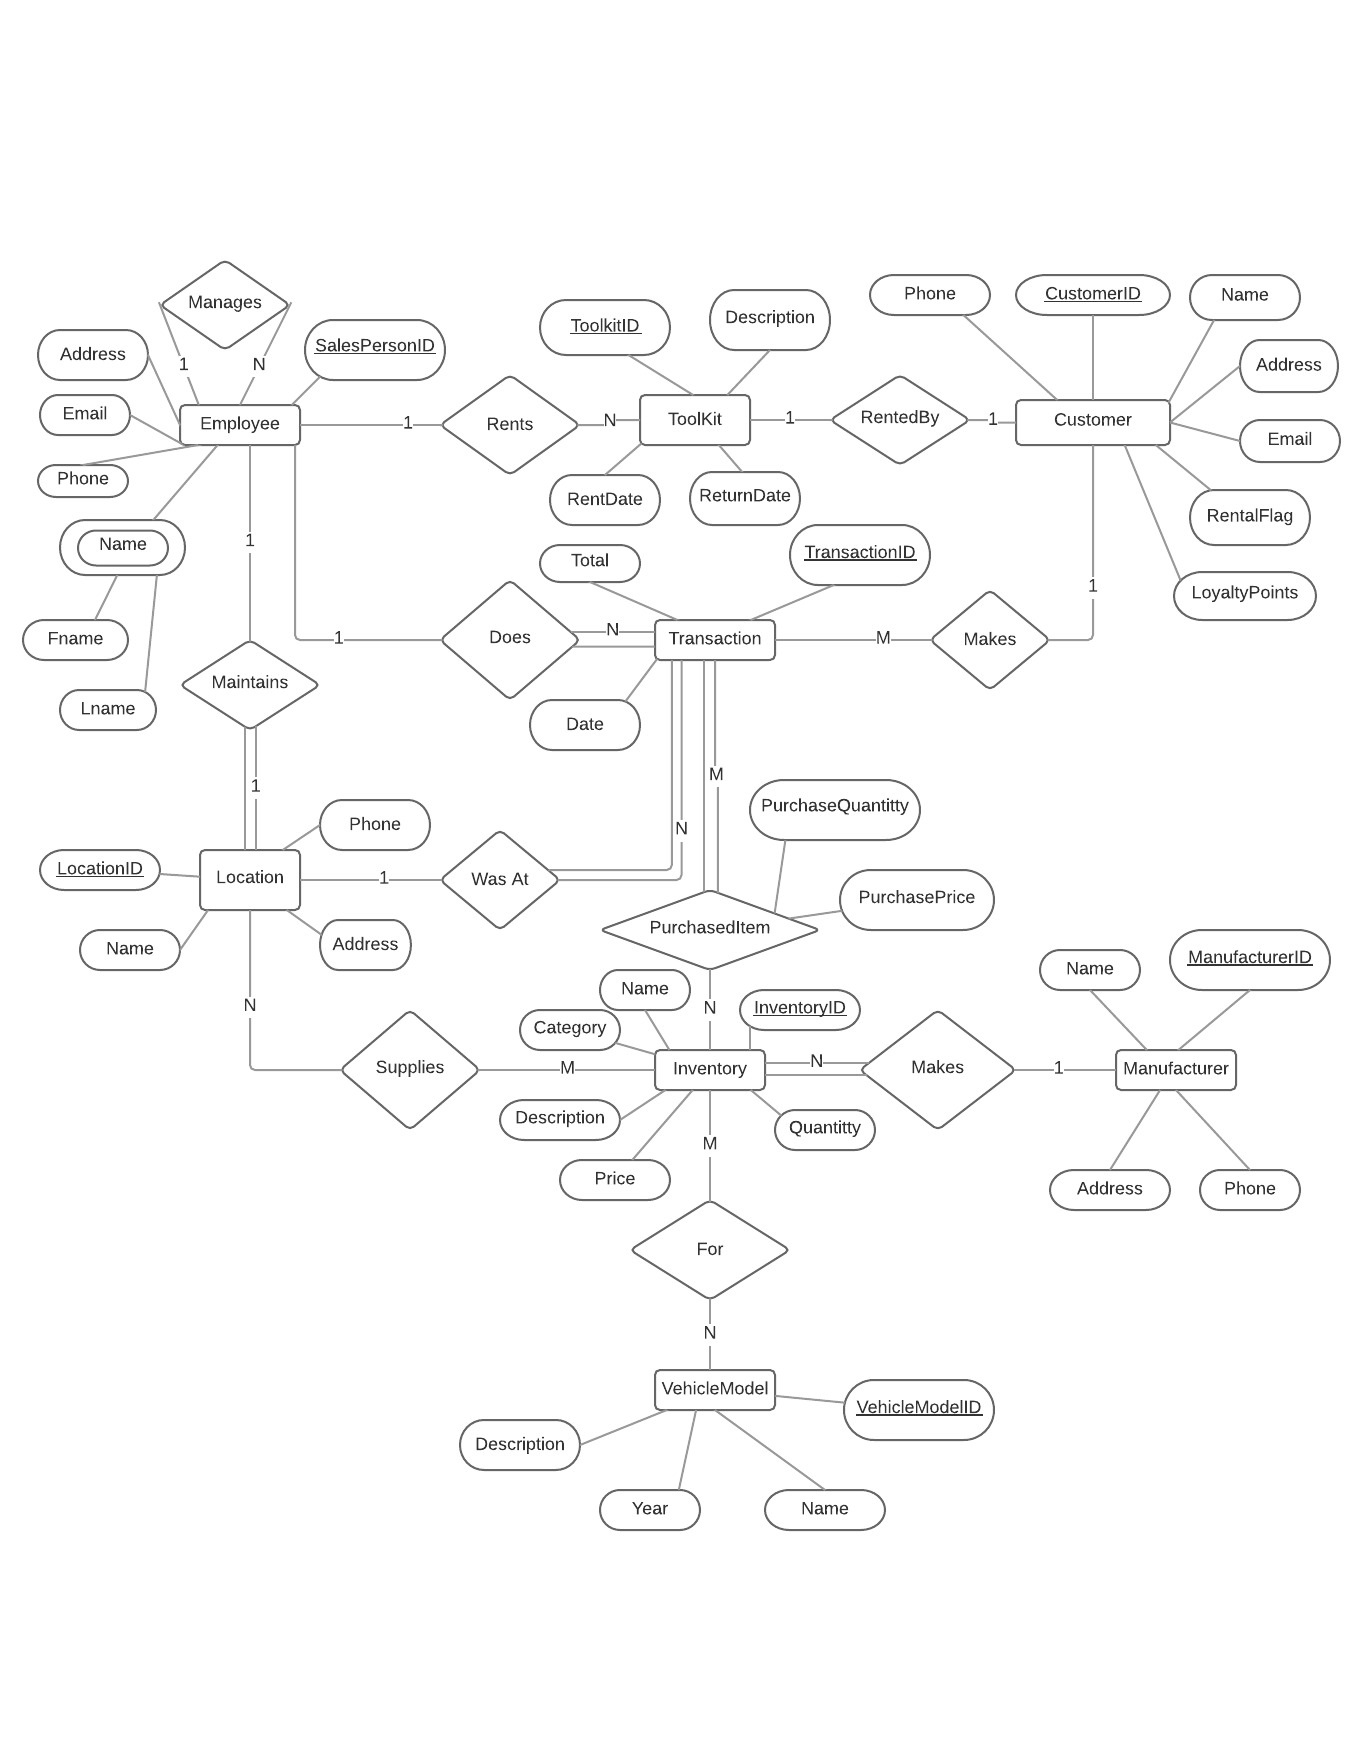 Manages
Phone
CustomerID
Name
ToolkitID
Description
SalesPersonID
Address
1
N
Address
Email
Employee
1
Rents
N
ToolKit
1
RentedBy
1
Customer
Email
Phone
RentDate
ReturnDate
RentalFlag
Name
1
Total
TransactionID
1
LoyaltyPoints
Fname
1
Does
N
Transaction
M
Makes
Maintains
Lname
Date
1
M
Phone
N
PurchaseQuantitty
LocationID
Location
1
Was At
PurchasePrice
Name
Address
PurchasedItem
Name
ManufacturerID
N
Name
N
InventoryID
Category
Supplies
M
Inventory
N
Makes
1
Manufacturer
Description
M
Quantitty
Price
Address
Phone
For
N
VehicleModel
VehicleModelID
Description
Year
Name